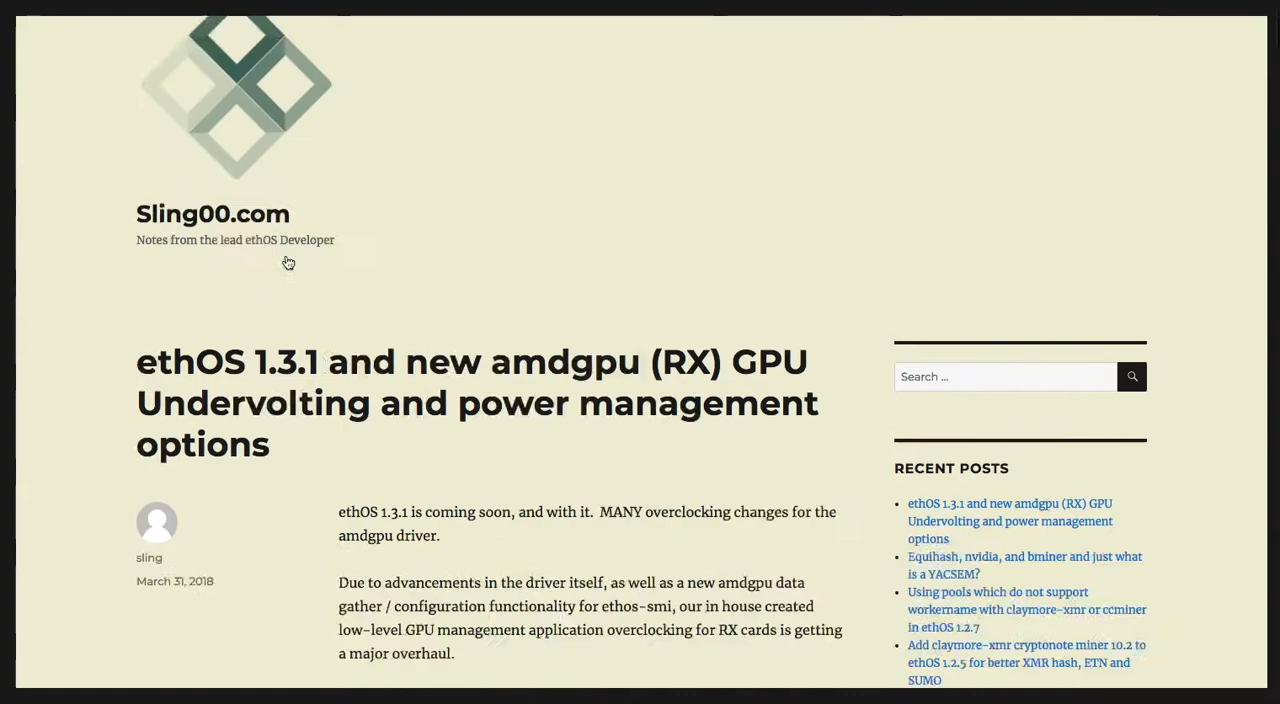 Sling00.com
Notes from the lead ethOS Developer
ethOS 1.3.1 and new amdgpu (RX) GPU
Undervolting and power management
options
sling
March 31, 2018
ethOS 1.3.1 is coming soon, and with it.  MANY overclocking changes for the
amdgpu driver.
Due to advancements in the driver itself, as well as a new amdgpu data
gather / configuration functionality for ethos-smi, our in house created
low-level GPU management application overclocking for RX cards is getting
a major overhaul.
Search …
RECENT POSTS
ethOS 1.3.1 and new amdgpu (RX) GPU
Undervolting and power management
options
Equihash, nvidia, and bminer and just what
is a YACSEM?
Using pools which do not support
workername with claymore-xmr or ccminer
in ethOS 1.2.7
Add claymore-xmr cryptonote miner 10.2 to
ethOS 1.2.5 for better XMR hash, ETN and
SUMO